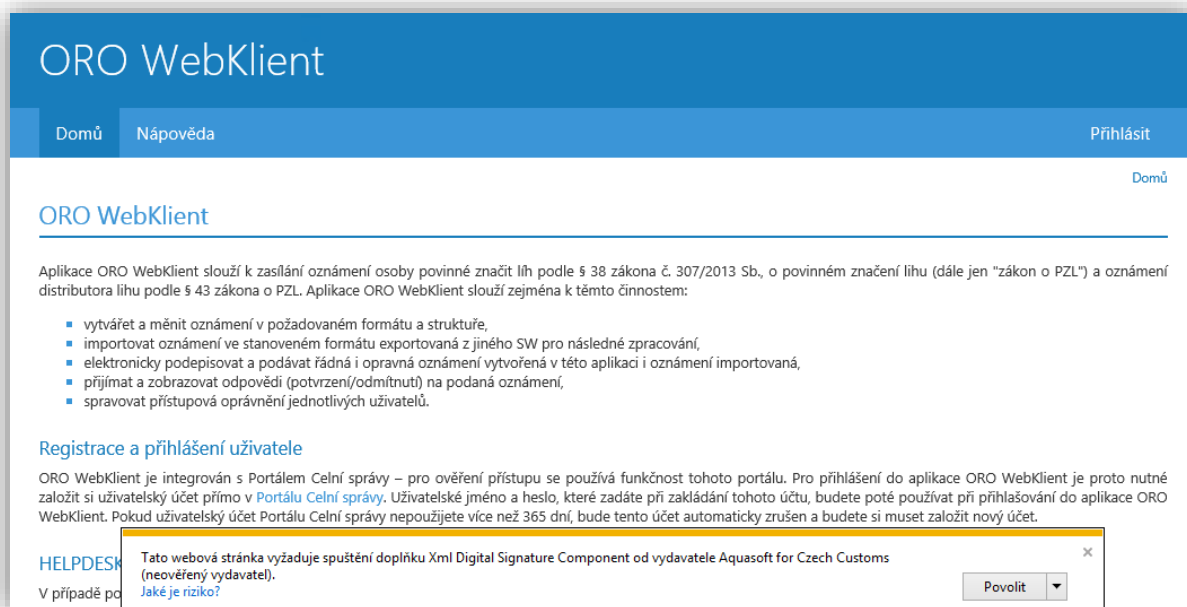 ORO WebKlient
Domů Nápověda Přihlásit
Domů
ORO WebKlient
Aplikace ORO WebKlient slouží k zasílání oznámení osoby povinné značit líh podle § 38 zákona č. 307/2013 Sb., o povinném značení lihu (dále jen "zákon o PZL") a oznámení
distributora lihu podle § 43 zákona o PZL. Aplikace ORO WebKlient slouží zejména k těmto činnostem:
vytvářet a měnit oznámení v požadovaném formátu a struktuře,
importovat oznámení ve stanoveném formátu exportovaná z jiného SW pro následné zpracování,
elektronicky podepisovat a podávat řádná i opravná oznámení vytvořená v této aplikaci i oznámení importovaná,
přijímat a zobrazovat odpovědi (potvrzení/odmítnutí) na podaná oznámení,
spravovat přístupová oprávnění jednotlivých uživatelů.
Registrace a přihlášení uživatele
ORO WebKlient je integrován s Portálem Celní správy – pro ověření přístupu se používá funkčnost tohoto portálu. Pro přihlášení do aplikace ORO WebKlient je proto nutné
založit si uživatelský účet přímo v Portálu Celní správy. Uživatelské jméno a heslo, které zadáte při zakládání tohoto účtu, budete poté používat při přihlašování do aplikace ORO
WebKlient. Pokud uživatelský účet Portálu Celní správy nepoužijete více než 365 dní, bude tento účet automaticky zrušen a budete si muset založit nový účet.
HELPDESK
V případě po
Tato webová stránka vyžaduje spuštění doplňku Xml Digital Signature Component od vydavatele Aquasoft for Czech Customs
(neověřený vydavatel).
Jaké je riziko?
Povolit